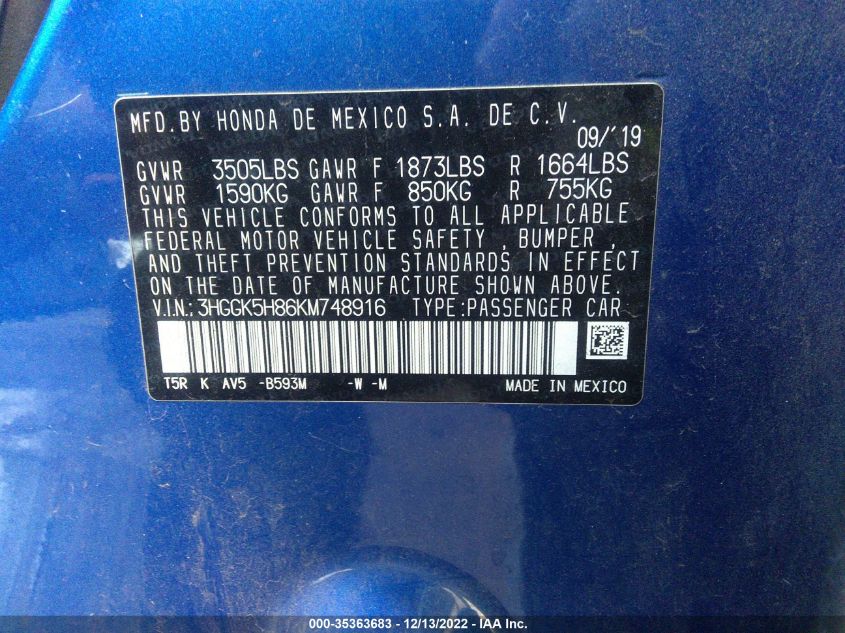 MFD.BY HONDA DE MEXICO S.A. DE C.V.
09/'19
GVWR 3505LBS GAWR F 1873LBS R 1664LBS
GVWR 1590KG GAWR F 850KG R 755KG
THIS VEHICLE CONFORMS TO ALL APPLICABLE
FEDERAL MOTOR VEHICLE SAFETY , BUMPER ,
AND THEFT PREVENTION STANDARDS IN EFFECT
ON THE DATE OF MANUFACTURE SHOWN ABOVE.
V.I.N.: 3HGGK5H86KM748916 TYPE:PASSENGER CAR
T5R K AV5 -B593M -W -M MADE IN MEXICO
000-35363683 - 12/13/2022 - IAA Inc.